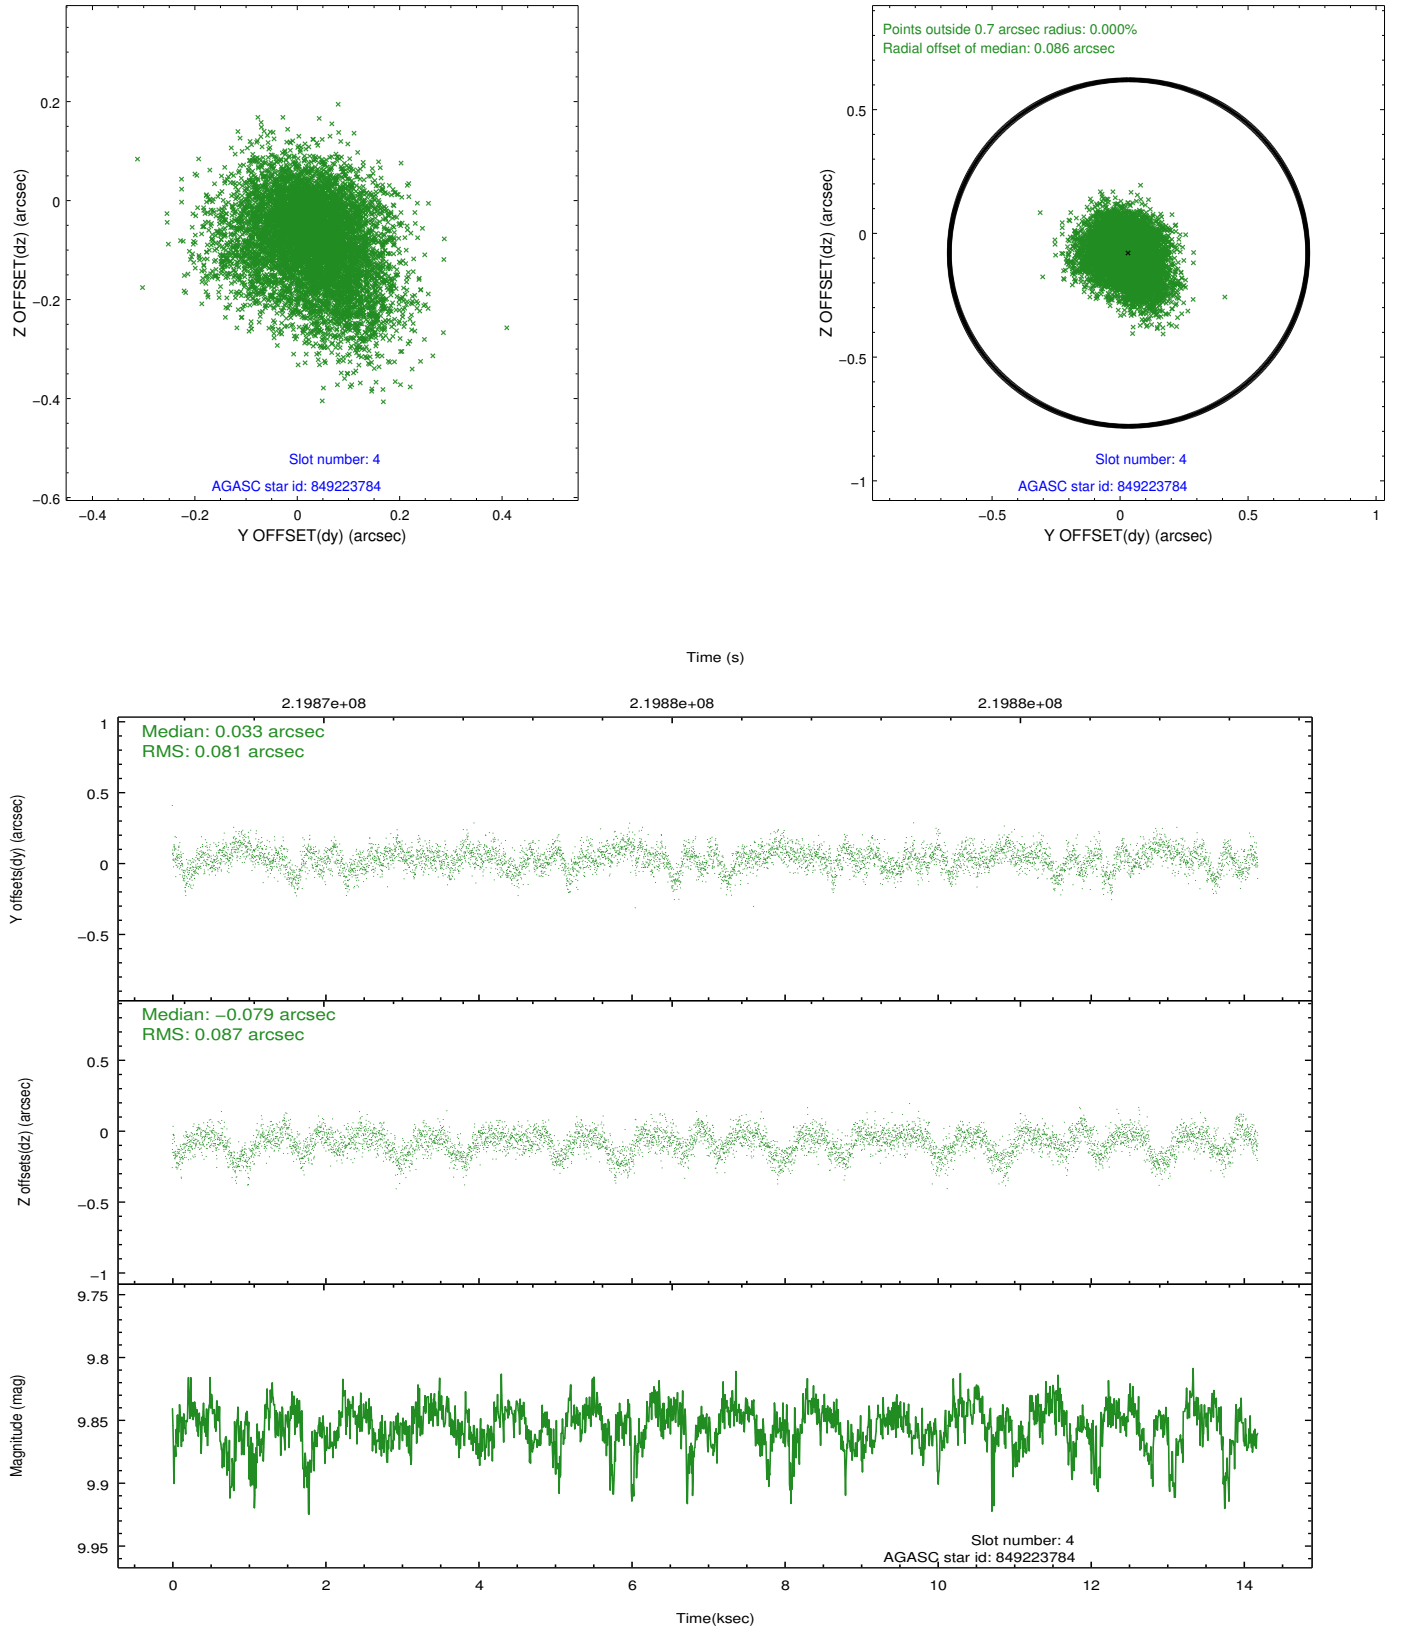 0.2
0
−0.2
−0.4
−0.6
Z OFFSET(dz) (arcsec)
Slot number: 4
AGASC star id: 849223784
−0.4 −0.2 0 0.2 0.4
Y OFFSET(dy) (arcsec)
Points outside 0.7 arcsec radius: 0.000%
Radial offset of median: 0.086 arcsec
0.5
0
−0.5
−1
Z OFFSET(dz) (arcsec)
Slot number: 4
AGASC star id: 849223784
−0.5 0 0.5 1
Y OFFSET(dy) (arcsec)
Time (s)
2.1987e+08 2.1988e+08 2.1988e+08
Median: 0.033 arcsec
RMS: 0.081 arcsec
1
0.5
0
−0.5
Y offsets(dy) (arcsec)
Median: −0.079 arcsec
RMS: 0.087 arcsec
0.5
0
−0.5
−1
Z offsets(dz) (arcsec)
9.75
9.8
9.85
9.9
9.95
Magnitude (mag)
Slot number: 4
AGASC star id: 849223784
0 2 4 6 8 10 12 14
Time(ksec)